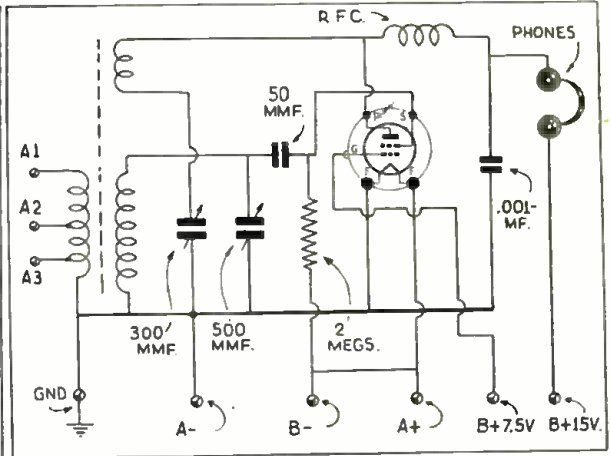 R.F.C.
PHONES
50
MMF.
P
S
G
F
F
A1
A2
A3
.001-
MF.
300
MMF.
500
MMF.
2
MEGS.
GND
A-
B-
A+
B+7.5V
B+15V.